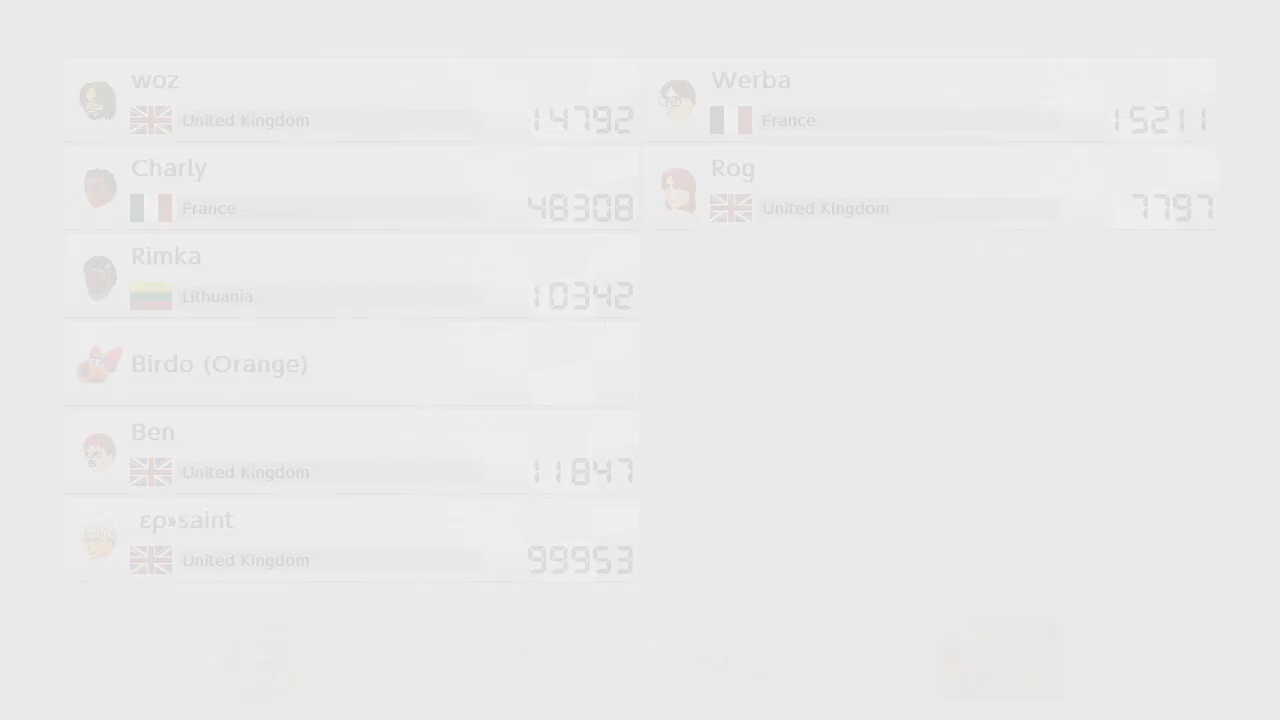 woz
United Kingdom 14792
Charly
France 48308
Rimka
Lithuania 10342
Birdo (Orange)
Ben
United Kingdom 11847
ερ»saint
United Kingdom 99953
Werba
France 15211
Rog
United Kingdom 7797